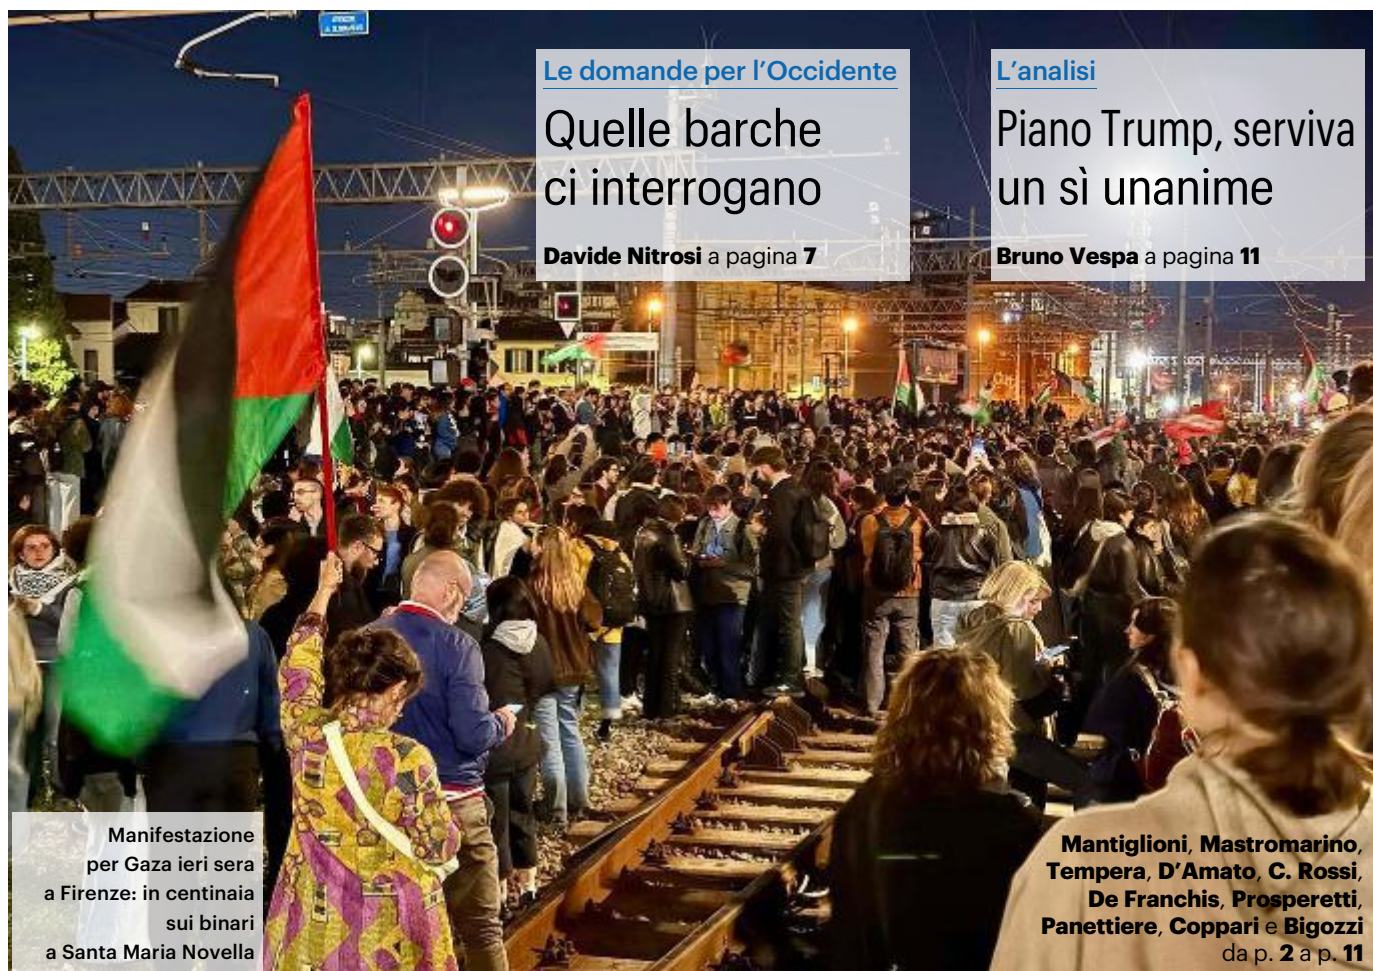 Le domande per l'Occidente
Quelle barche
ci interrogano
Davide Nitrosi a pagina 7
L'analisi
Piano Trump, serviva
un sì unanime
Bruno Vespa a pagina 11
Manifestazione
per Gaza ieri sera
a Firenze: in centinaia
sui binari
a Santa Maria Novella
Mantiglioni, Mastromarino,
Tempera, D'Amato, C. Rossi,
De Franchis, Prosperetti,
Panettiere, Coppari e Bigozzi
da p. 2 a p. 11